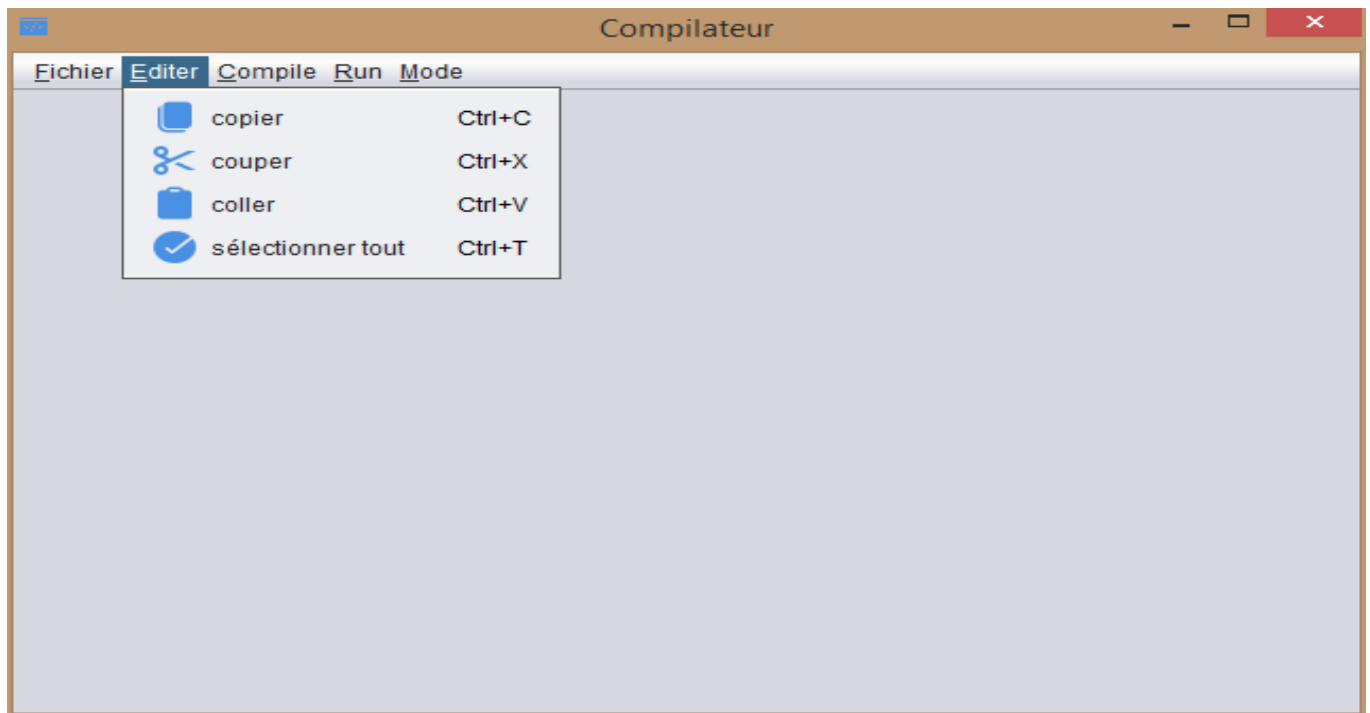 Compilateur
Fichier Editer Compile Run Mode
copier Ctrl+C
couper Ctrl+X
coller Ctrl+V
sélectionner tout Ctrl+T